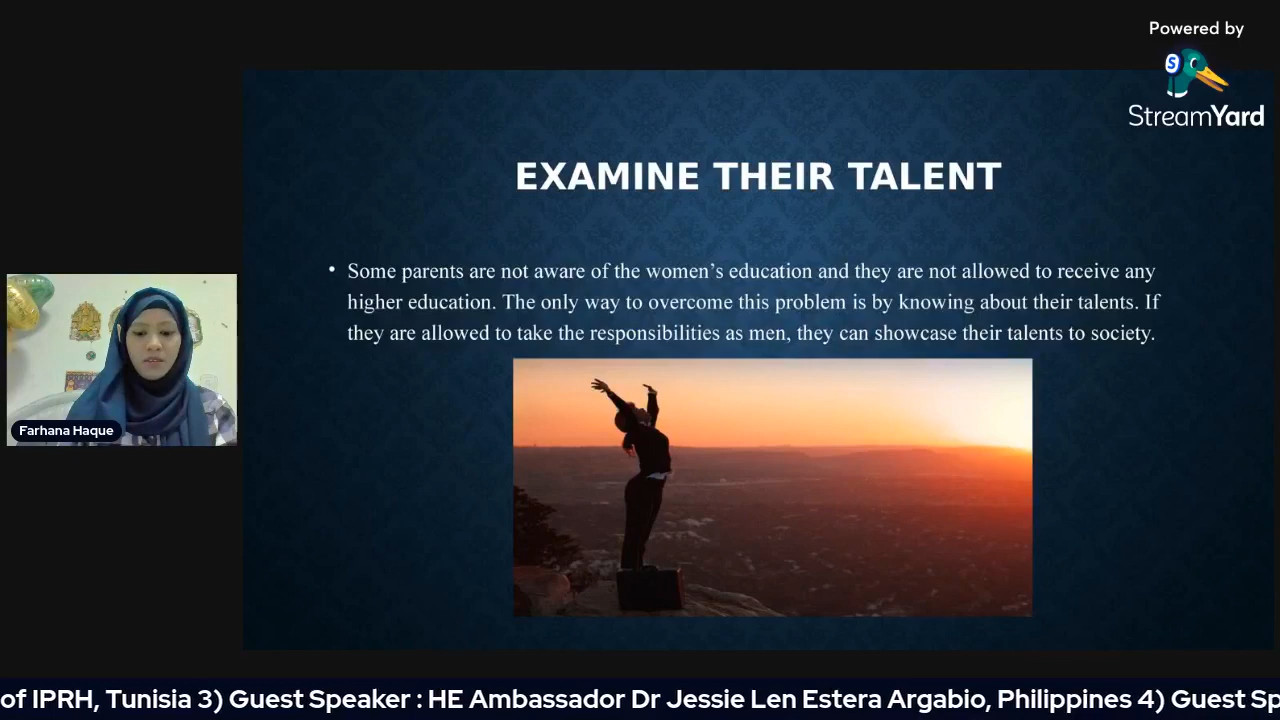 Powered by
StreamYard
EXAMINE THEIR TALENT
• Some parents are not aware of the women’s education and they are not allowed to receive any
higher education. The only way to overcome this problem is by knowing about their talents. If
they are allowed to take the responsibilities as men, they can showcase their talents to society.
Farhana Haque
of IPRH, Tunisia 3) Guest Speaker : HE Ambassador Dr Jessie Len Estera Argabio, Philippines 4) Guest Sp